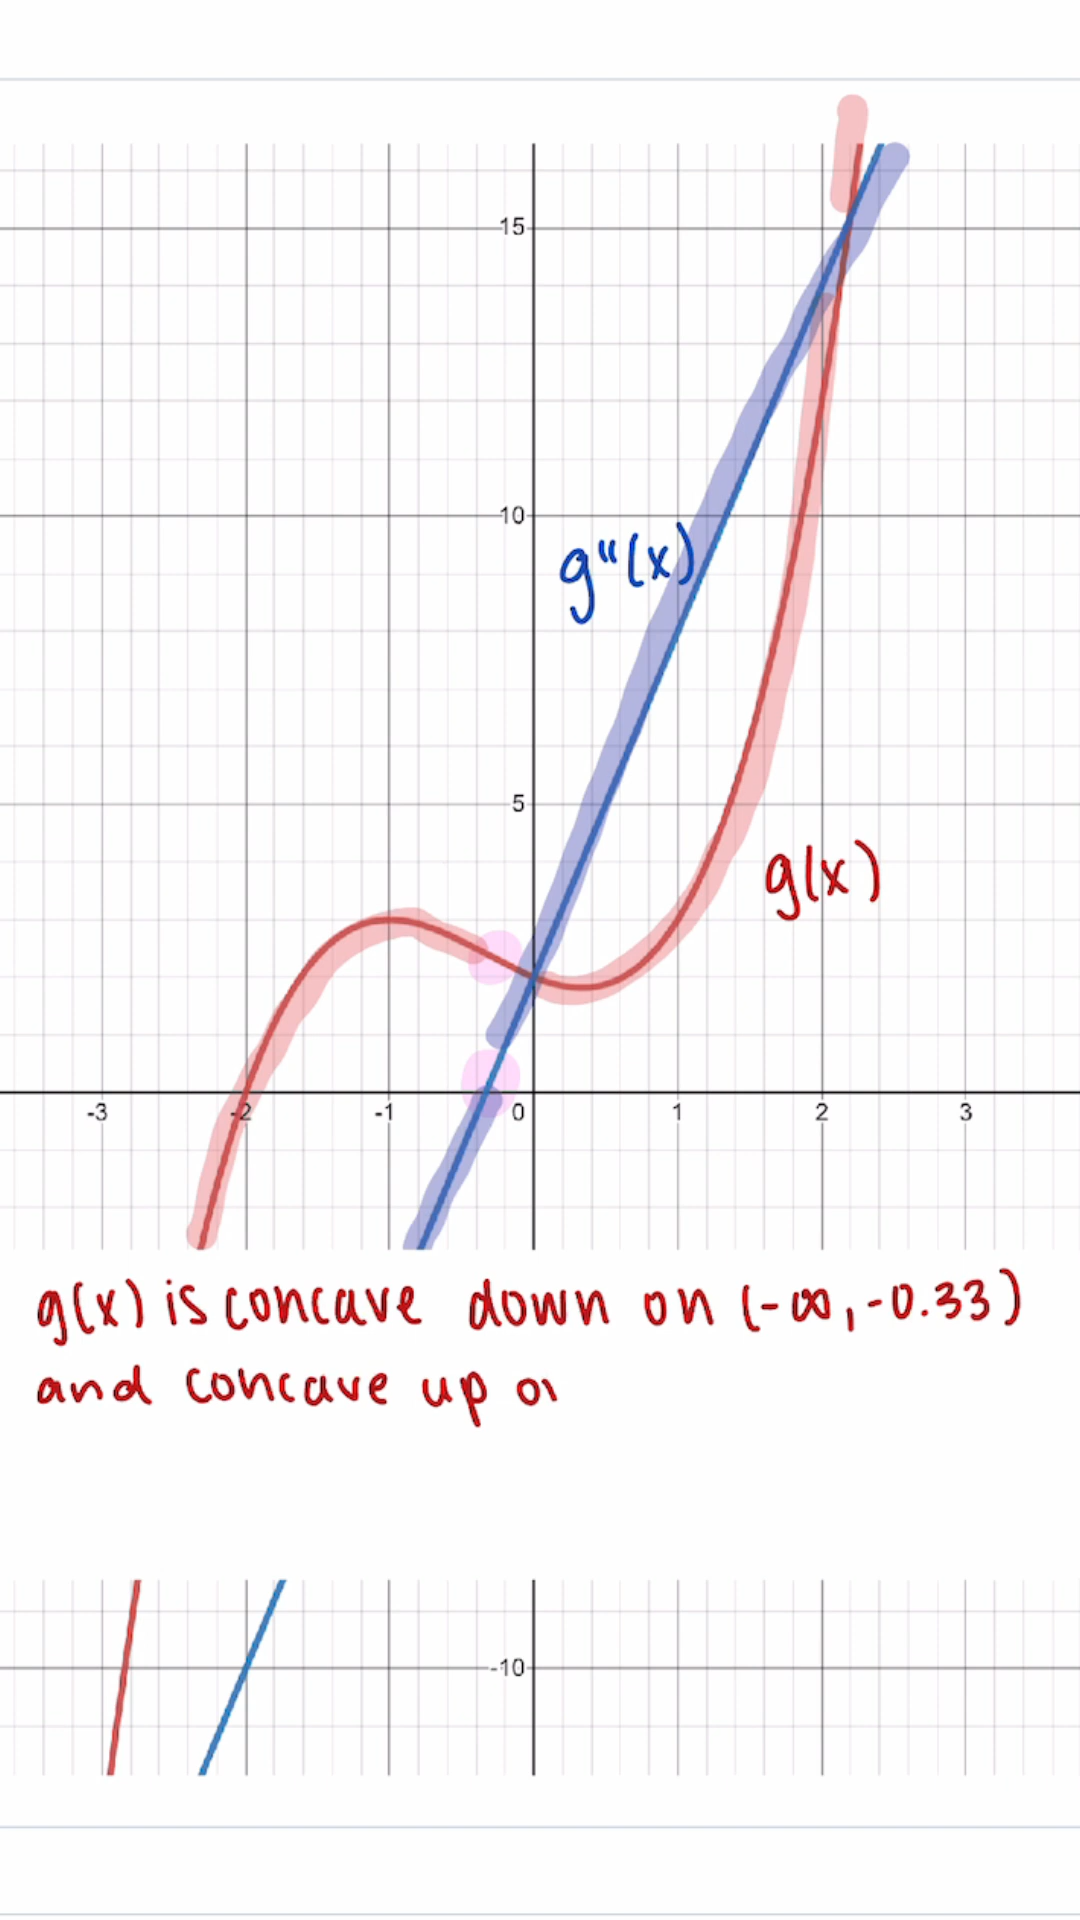 15
10
g"(x)
5
g(x)
-3 -2 -1 0 1 2 3
g(x) is concave down on (-∞,-0.33)
and concave up
-10